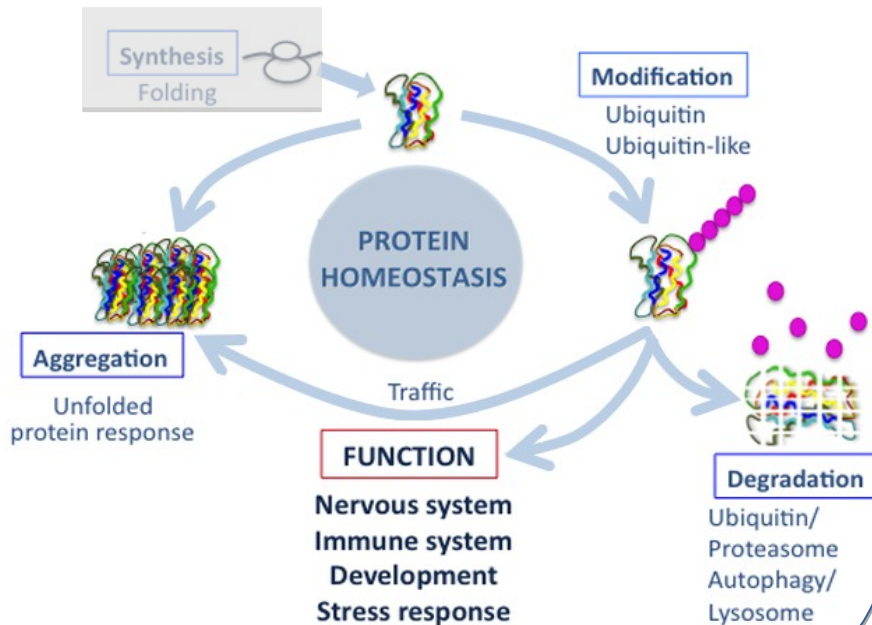 Synthesis
Folding
Modification
Ubiquitin
Ubiquitin-like
PROTEIN
HOMEOSTASIS
Aggregation
Unfolded
protein response
Traffic
FUNCTION
Nervous system
Immune system
Development
Stress response
Degradation
Ubiquitin/
Proteasome
Autophagy/
Lysosome